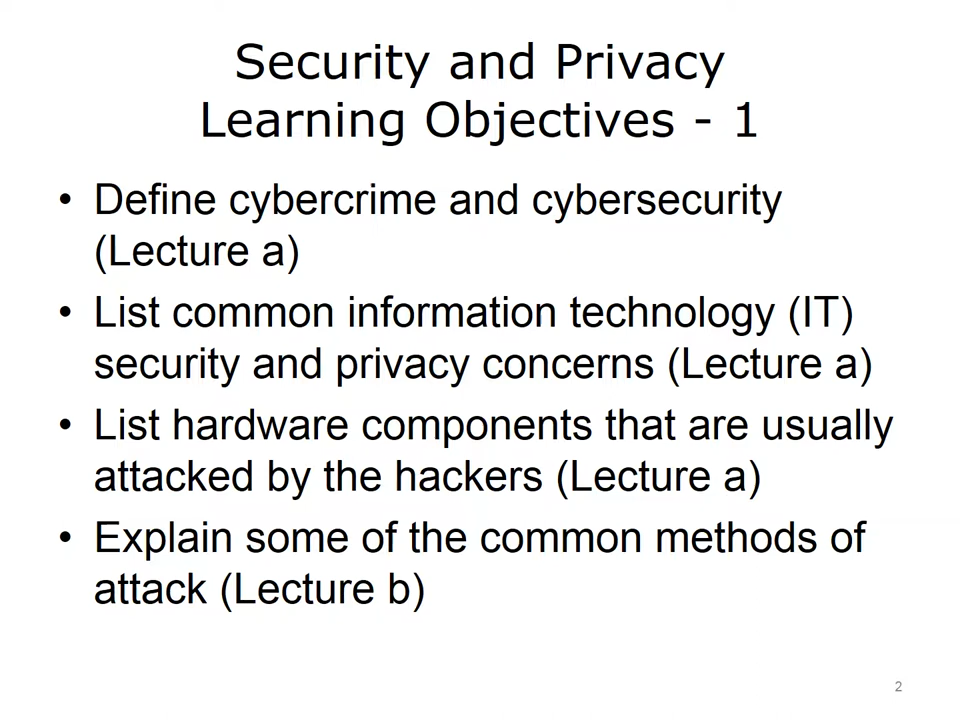 Security and Privacy
Learning Objectives - 1
• Define cybercrime and cybersecurity
(Lecture a)
• List common information technology (IT)
security and privacy concerns (Lecture a)
• List hardware components that are usually
attacked by the hackers (Lecture a)
• Explain some of the common methods of
attack (Lecture b)
2